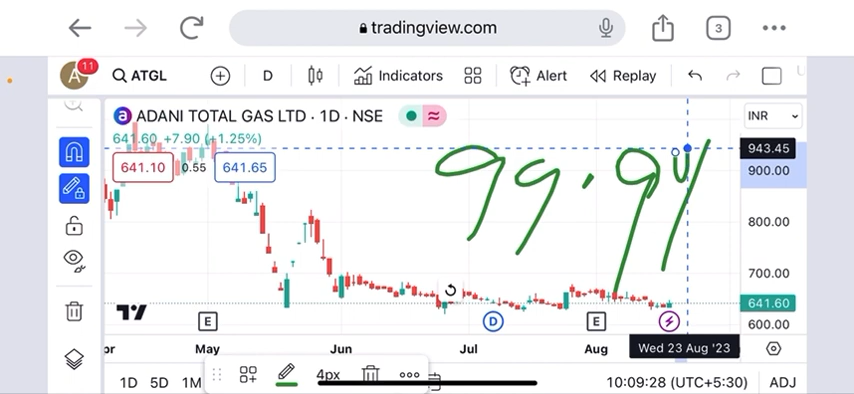 tradingview.com
3
A
11
ATGL
D
Indicators
Alert
Replay
ADANI TOTAL GAS LTD · 1D · NSE
INR
641.60 +7.90 (+1.25%)
943.45
641.10
0.55
641.65
900.00
99.94
800.00
700.00
641.60
600.00
E
D
E
pr
May
Jun
Jul
Aug
Wed 23 Aug '23
1D
5D
1M
4px
10:09:28 (UTC+5:30)
ADJ